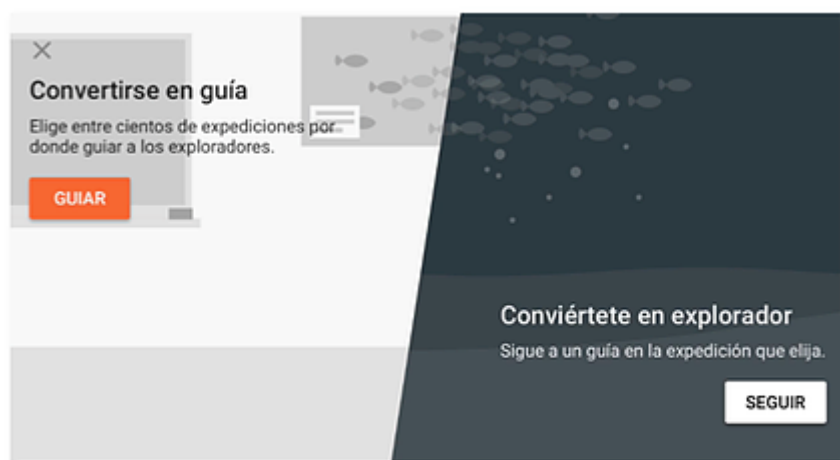 Convertirse en guía
Elige entre cientos de expediciones por
donde guiar a los exploradores.
GUIAR
Conviértete en explorador
Sigue a un guía en la expedición que elija.
SEGUIR